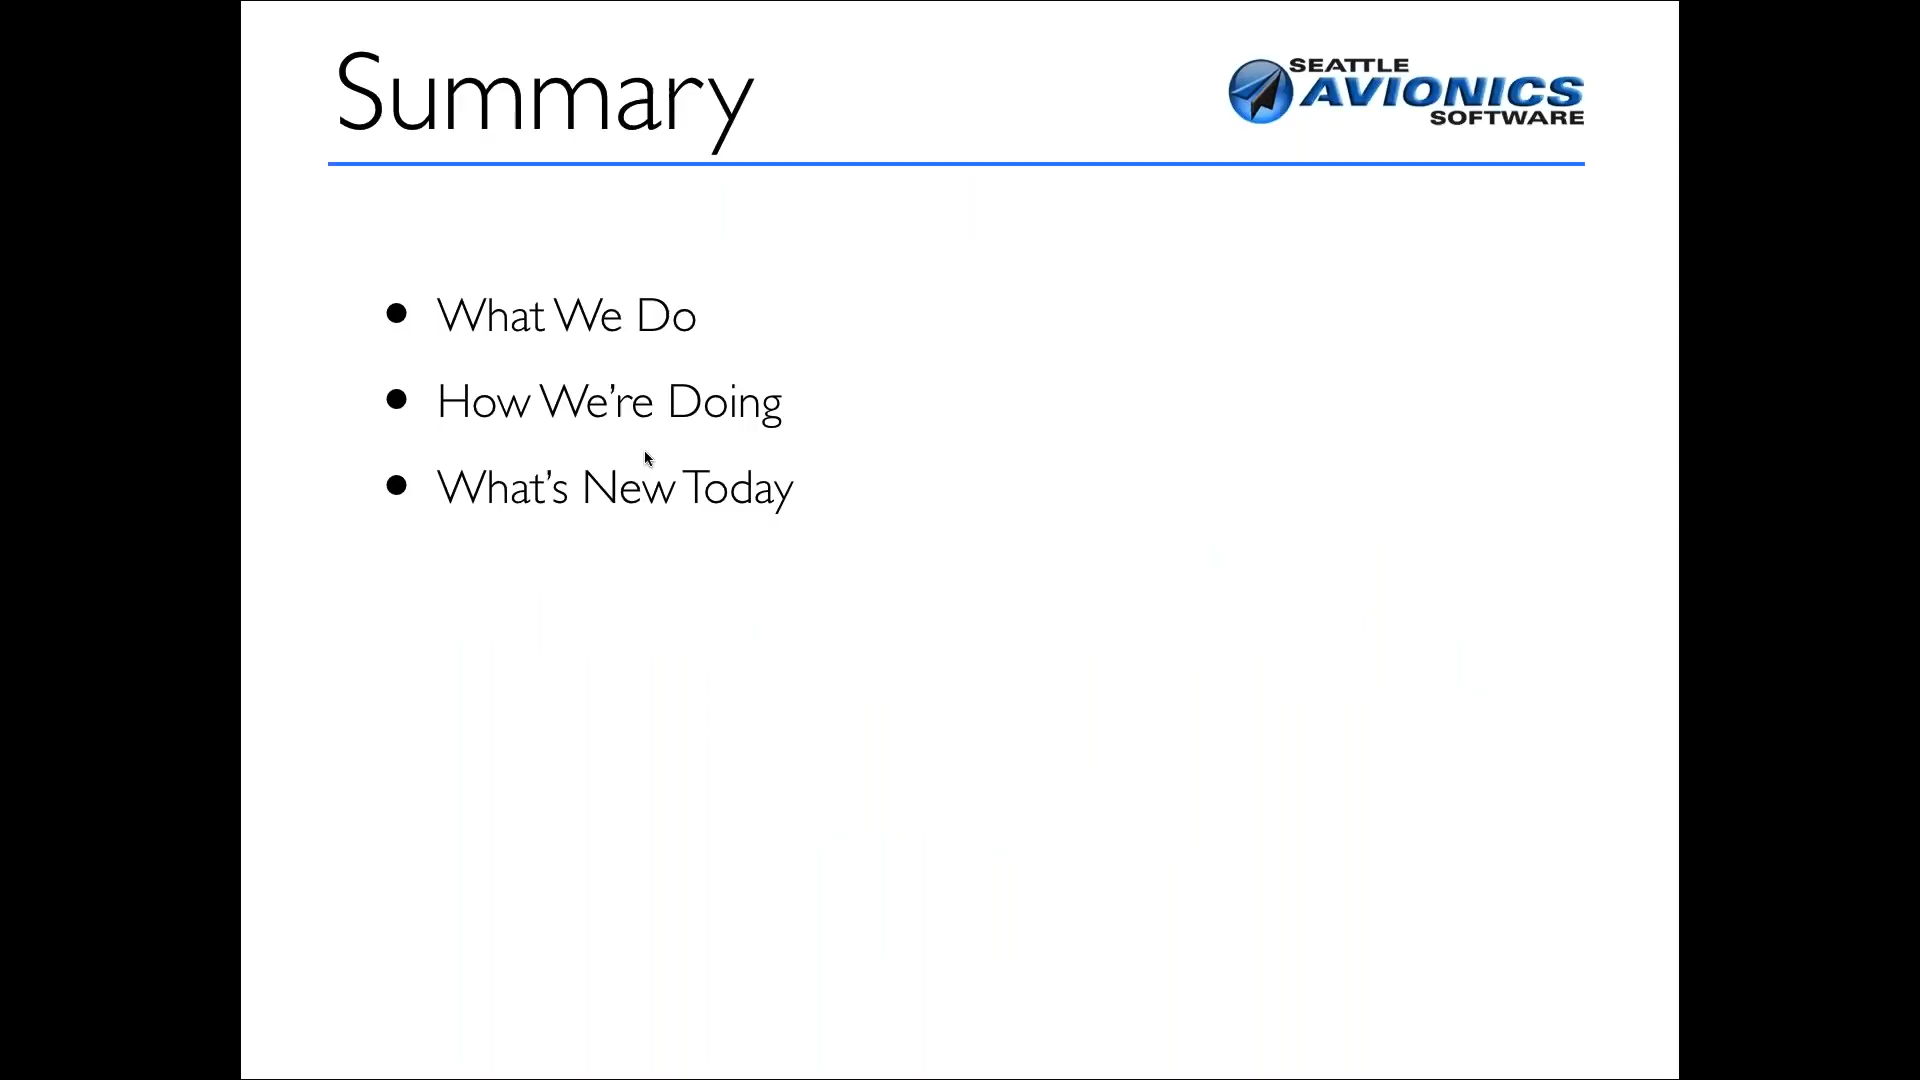 Summary
SEATTLE
AVIONICS
SOFTWARE
• What We Do
• How We’re Doing
• What’s New Today